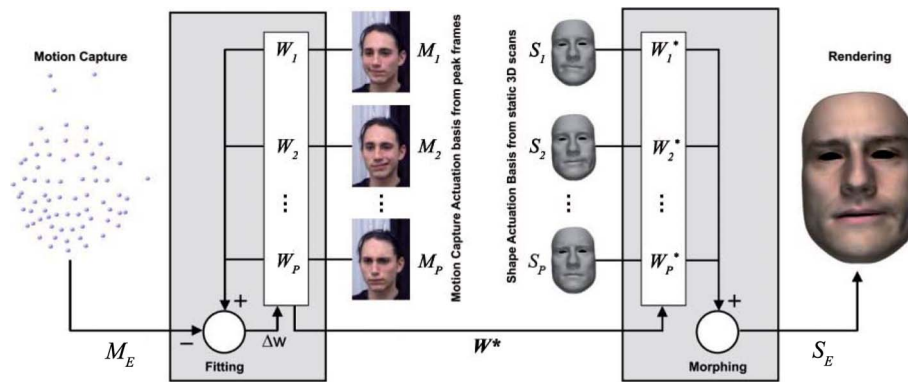 Motion Capture
W1
W2
⋮
WP
M1
M2
⋮
MP
Motion Capture Actuation basis from peak frames
Shape Actuation Basis from static 3D scans
S1
S2
⋮
SP
W1*
W2*
⋮
WP*
Rendering
+
−
ME
Fitting
Δw
W*
+
Morphing
SE